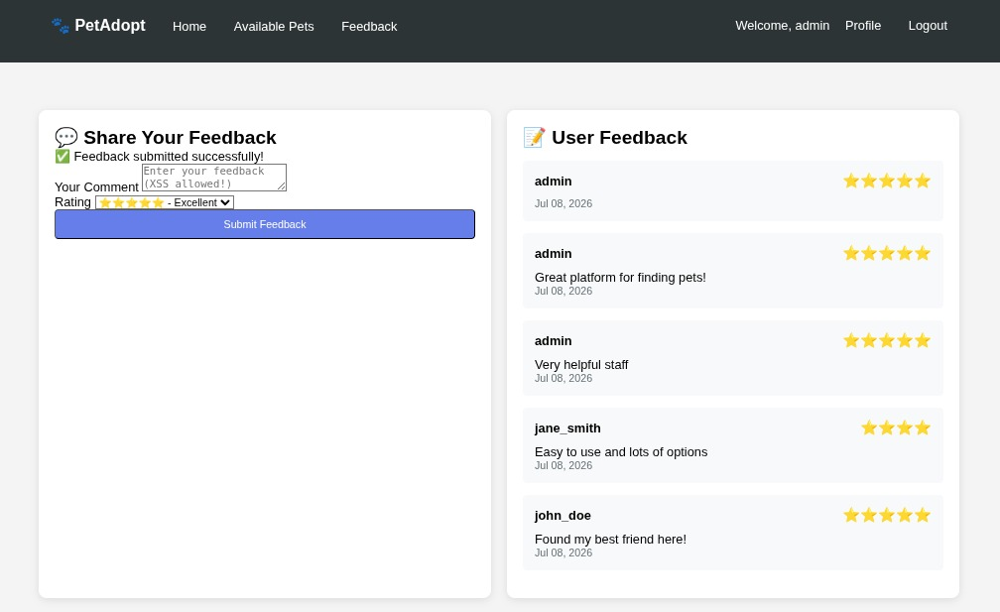 🐾 PetAdopt Home Available Pets Feedback Welcome, admin Profile Logout
💬 Share Your Feedback
✅ Feedback submitted successfully!
Your Comment Enter your feedback
(XSS allowed!)
Rating ⭐⭐⭐⭐⭐ - Excellent
Submit Feedback
📝 User Feedback
admin ⭐⭐⭐⭐⭐
Jul 08, 2026
admin ⭐⭐⭐⭐⭐
Great platform for finding pets!
Jul 08, 2026
admin ⭐⭐⭐⭐⭐
Very helpful staff
Jul 08, 2026
jane_smith ⭐⭐⭐⭐
Easy to use and lots of options
Jul 08, 2026
john_doe ⭐⭐⭐⭐⭐
Found my best friend here!
Jul 08, 2026